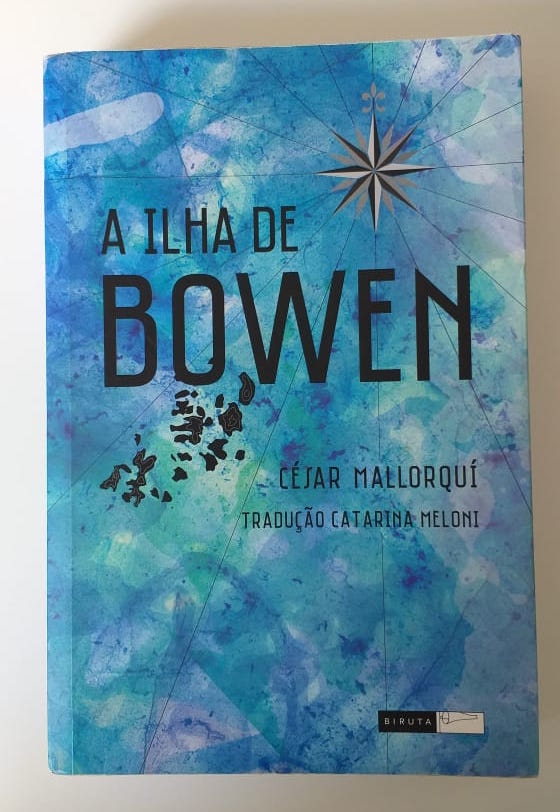 A ILHA DE
BOWEN
CÉSAR MALLORQUÍ
TRADUÇÃO CATARINA MELONI
BIRUTA